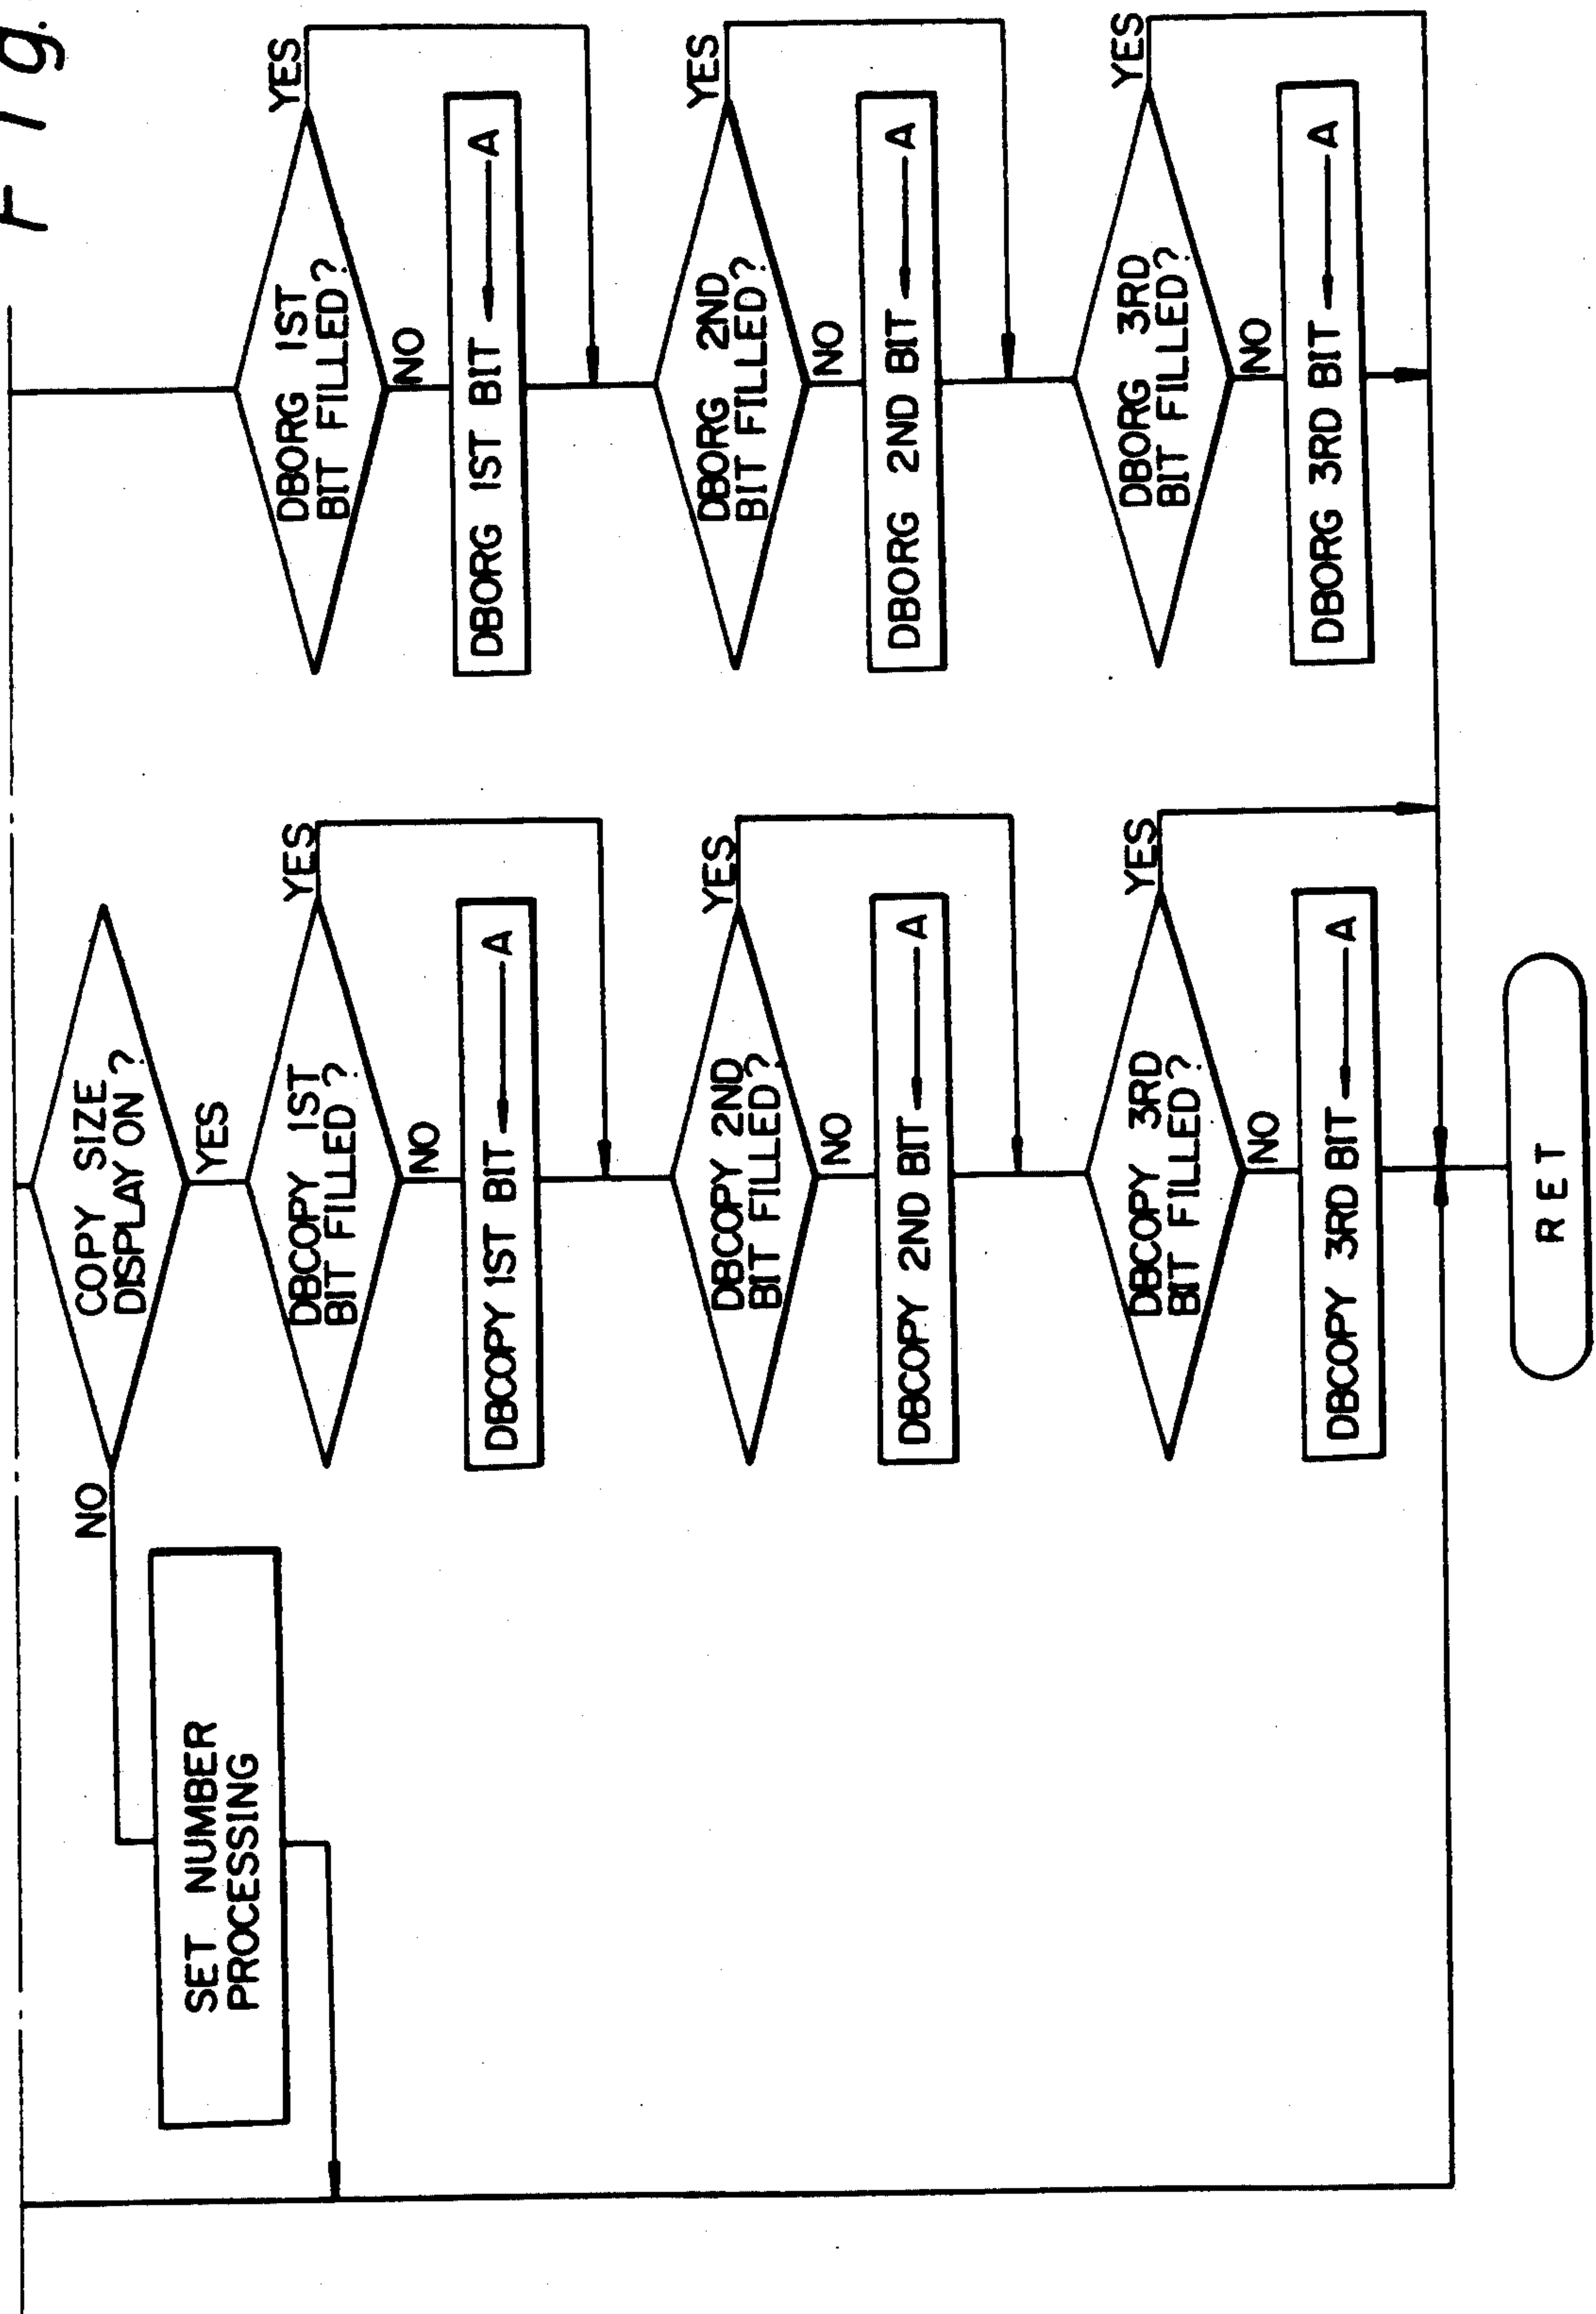 Fig.
COPY SIZE
DISPLAY ON ?
NO
YES
SET NUMBER
PROCESSING
DBCOPY 1ST
BIT FILLED ?
YES
NO
DBCOPY 1ST BIT ← A
DBCOPY 2ND
BIT FILLED?
YES
NO
DBCOPY 2ND BIT ← A
DBCOPY 3RD
BIT FILLED?
YES
NO
DBCOPY 3RD BIT ← A
DBORG 1ST
BIT FILLED?
YES
NO
DBORG 1ST BIT ← A
DBORG 2ND
BIT FILLED?
YES
NO
DBORG 2ND BIT ← A
DBORG 3RD
BIT FILLED?
YES
NO
DBORG 3RD BIT ← A
RET